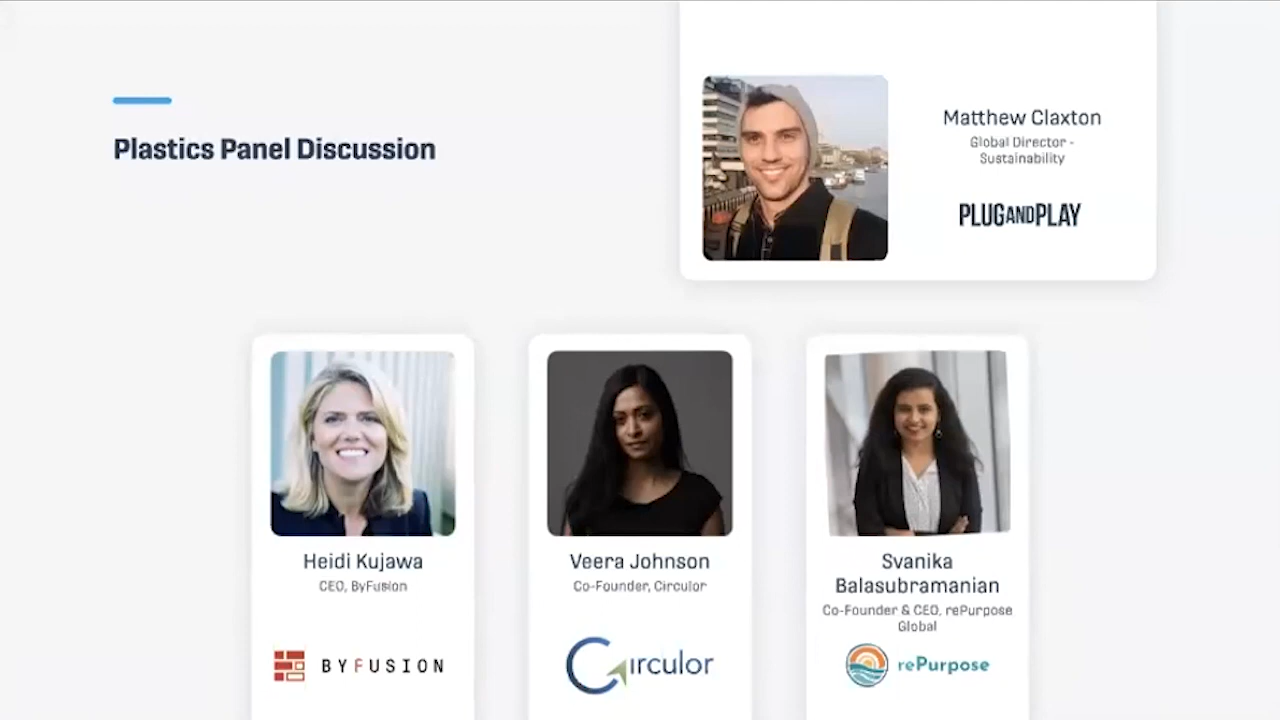 Plastics Panel Discussion
Matthew Claxton
Global Director -
Sustainability
PLUGANDPLAY
Heidi Kujawa
CEO, ByFusion
BYFUSION
Veera Johnson
Co-Founder, Circulor
Circulor
Svanika
Balasubramanian
Co-Founder & CEO, rePurpose
Global
rePurpose